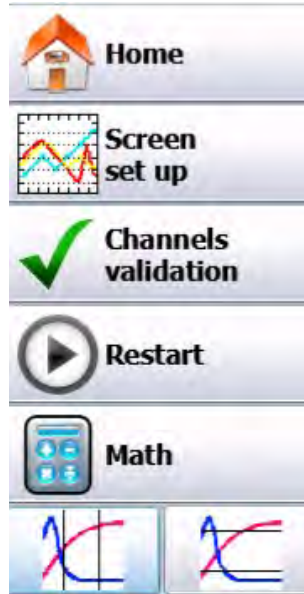 Home
Screen
set up
Channels
validation
Restart
Math